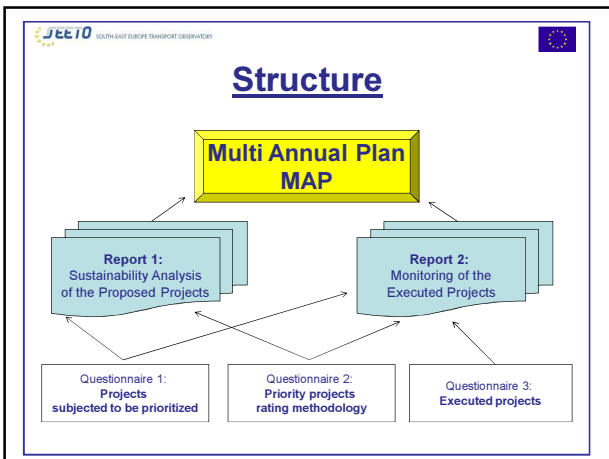 SEETO SOUTH-EAST EUROPE TRANSPORT OBSERVATORY
Structure
Multi Annual Plan
MAP
Report 1:
Sustainability Analysis
of the Proposed Projects
Report 2:
Monitoring of the
Executed Projects
Questionnaire 1:
Projects
subjected to be prioritized
Questionnaire 2:
Priority projects
rating methodology
Questionnaire 3:
Executed projects